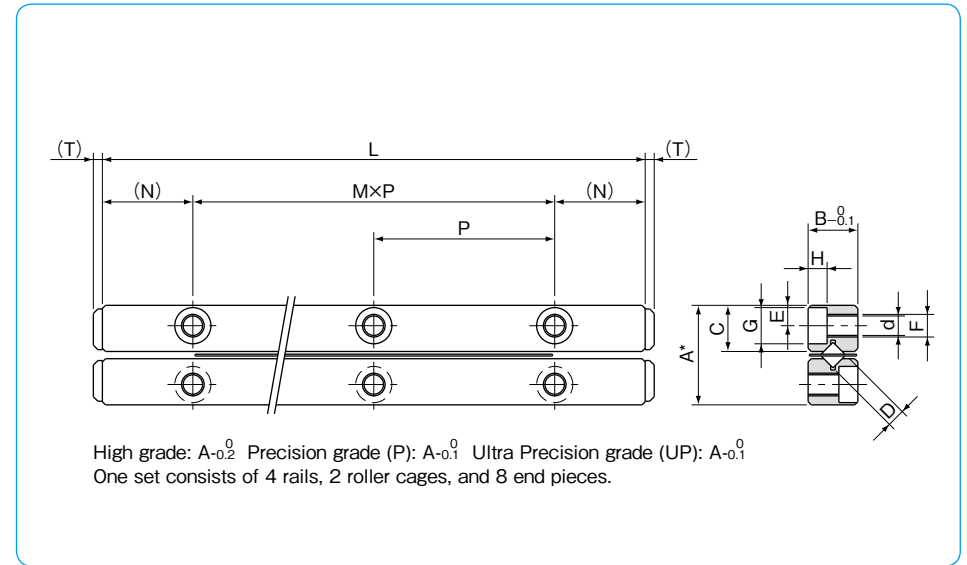 (T) L (T)
(N) M×P (N)
P
B-0.1 0
H
A*
C
G
E
d
F
D
High grade: A-0.2 0 Precision grade (P): A-0.1 0 Ultra Precision grade (UP): A-0.1 0
One set consists of 4 rails, 2 roller cages, and 8 end pieces.